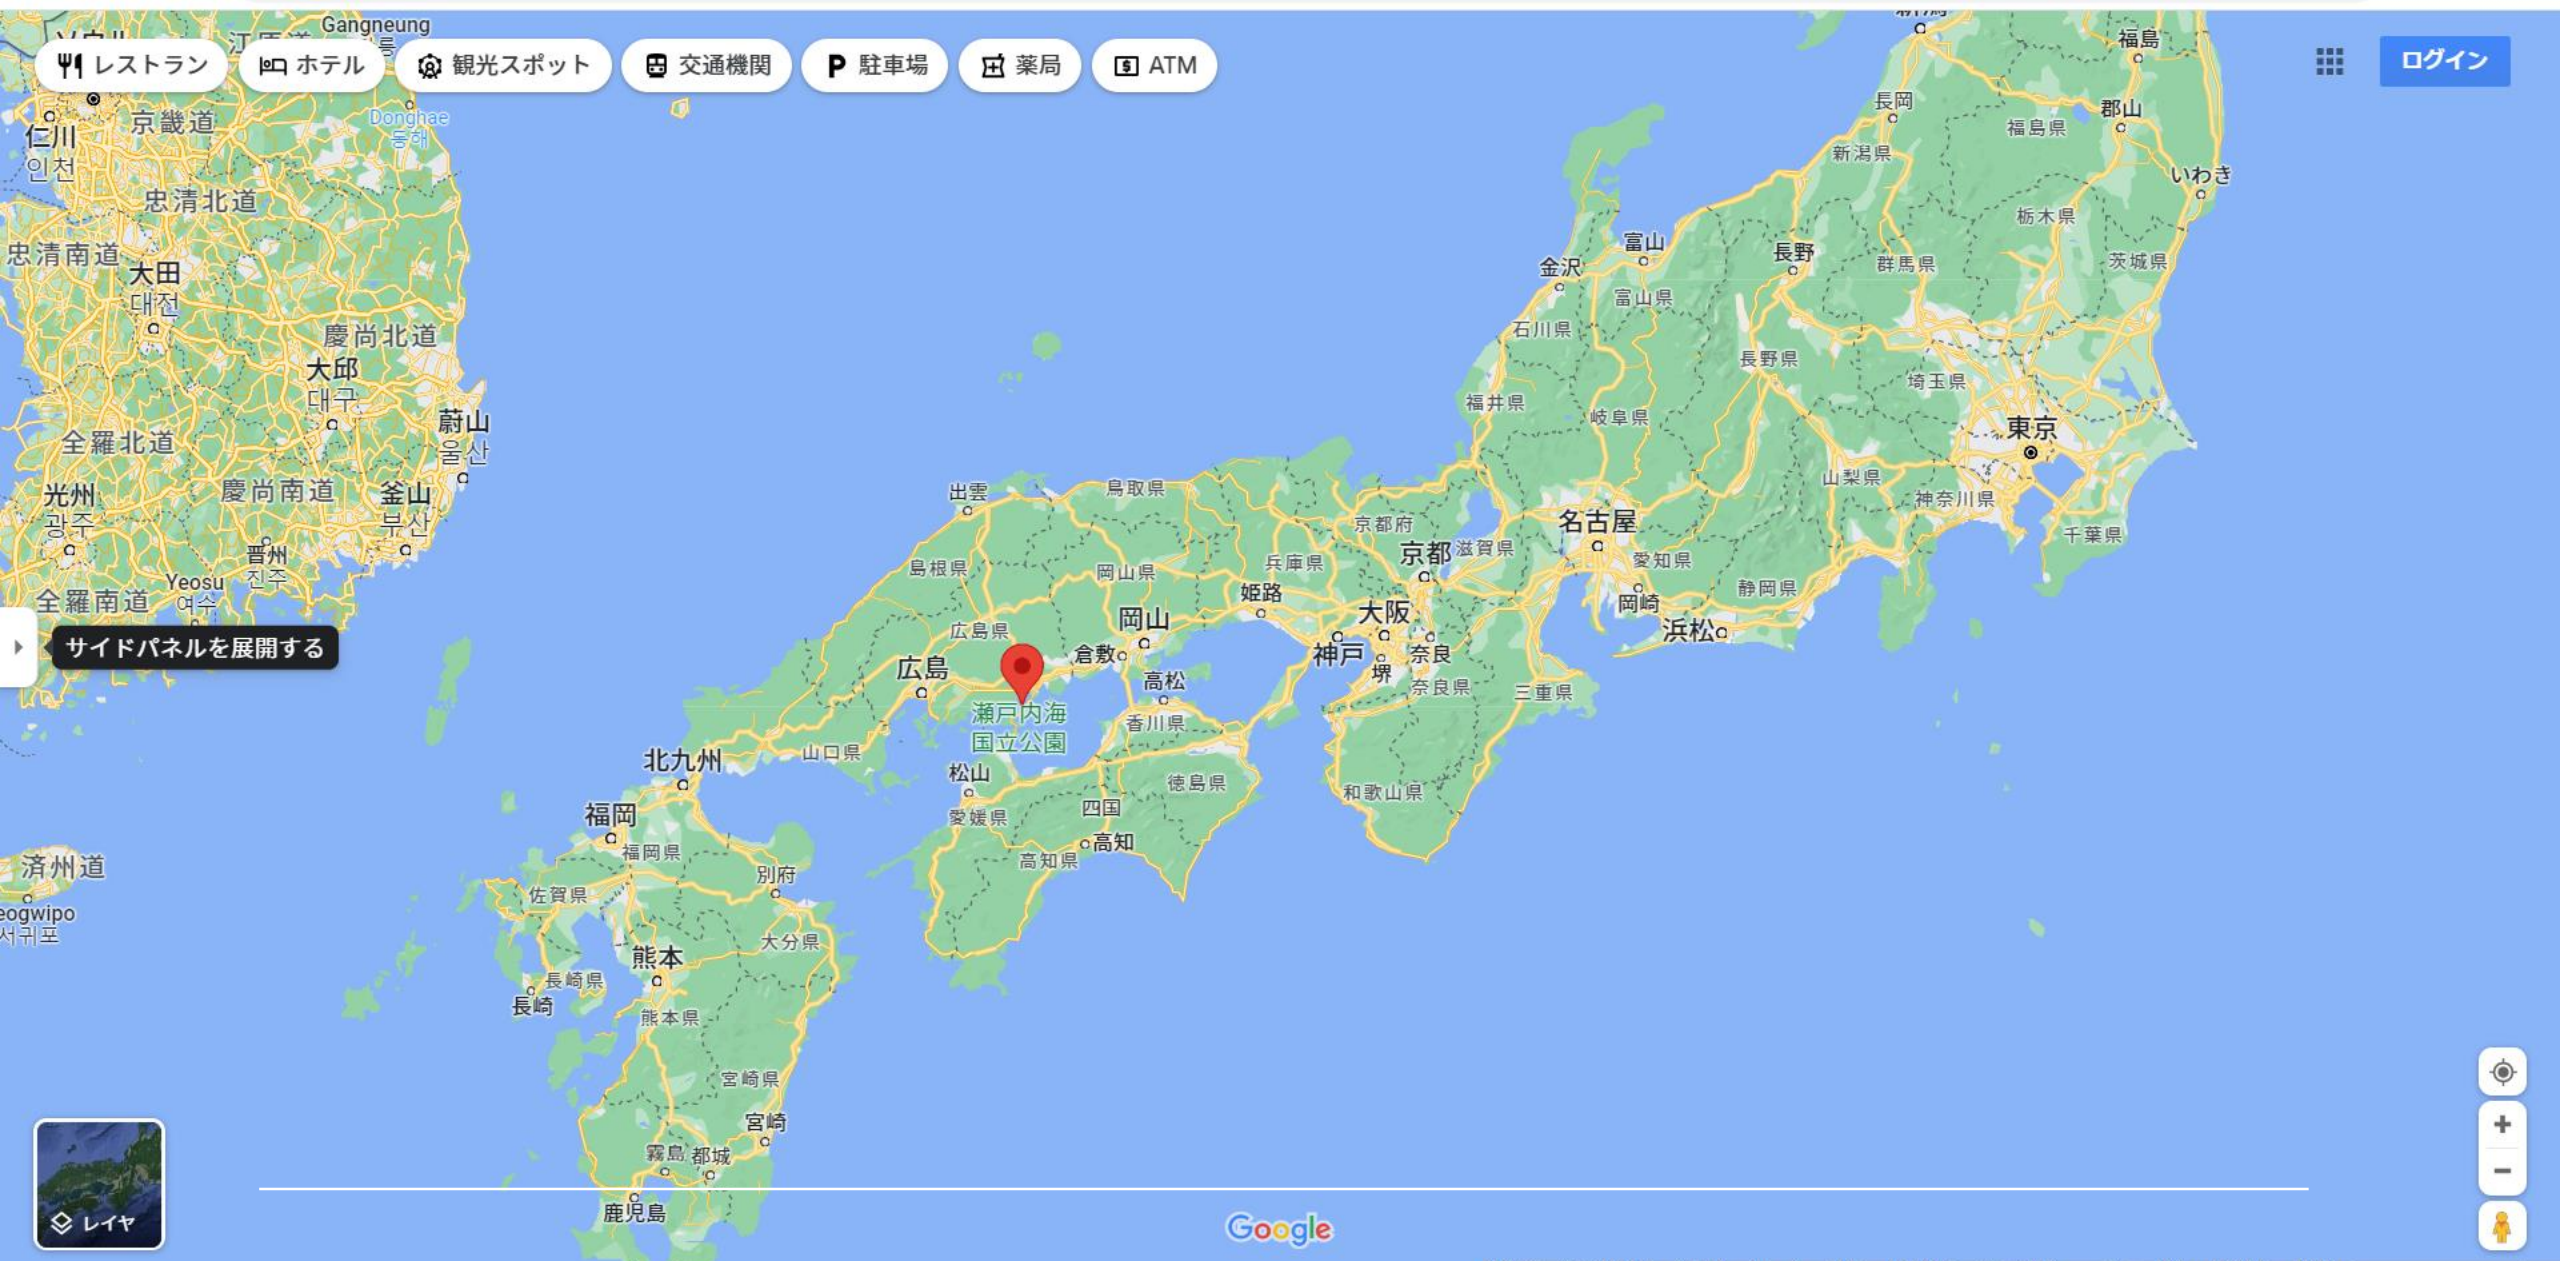 Gangneung
レストラン
ホテル
観光スポット
交通機関
駐車場
薬局
ATM
ログイン
福島
長岡
郡山
福島県
新潟県
いわき
栃木県
茨城県
群馬県
長野
富山
金沢
富山県
石川県
長野県
埼玉県
福井県
岐阜県
東京
山梨県
神奈川県
千葉県
名古屋
愛知県
岡崎
静岡県
浜松
京都府
京都
滋賀県
兵庫県
姫路
大阪
神戸
堺
奈良
奈良県
三重県
和歌山県
出雲
鳥取県
島根県
岡山県
岡山
倉敷
広島県
広島
瀬戸内海
国立公園
高松
香川県
徳島県
松山
愛媛県
四国
高知
高知県
山口県
北九州
福岡
福岡県
佐賀県
別府
大分県
熊本
熊本県
長崎県
長崎
宮崎県
宮崎
霧島
都城
鹿児島
仁川
인천
京畿道
Donghae
동해
忠清北道
忠清南道
大田
대전
慶尚北道
大邱
대구
蔚山
울산
全羅北道
光州
광주
慶尚南道
釜山
부산
晋州
진주
Yeosu
여수
全羅南道
サイドパネルを展開する
済州道
eogwipo
서귀포
レイヤ
Google